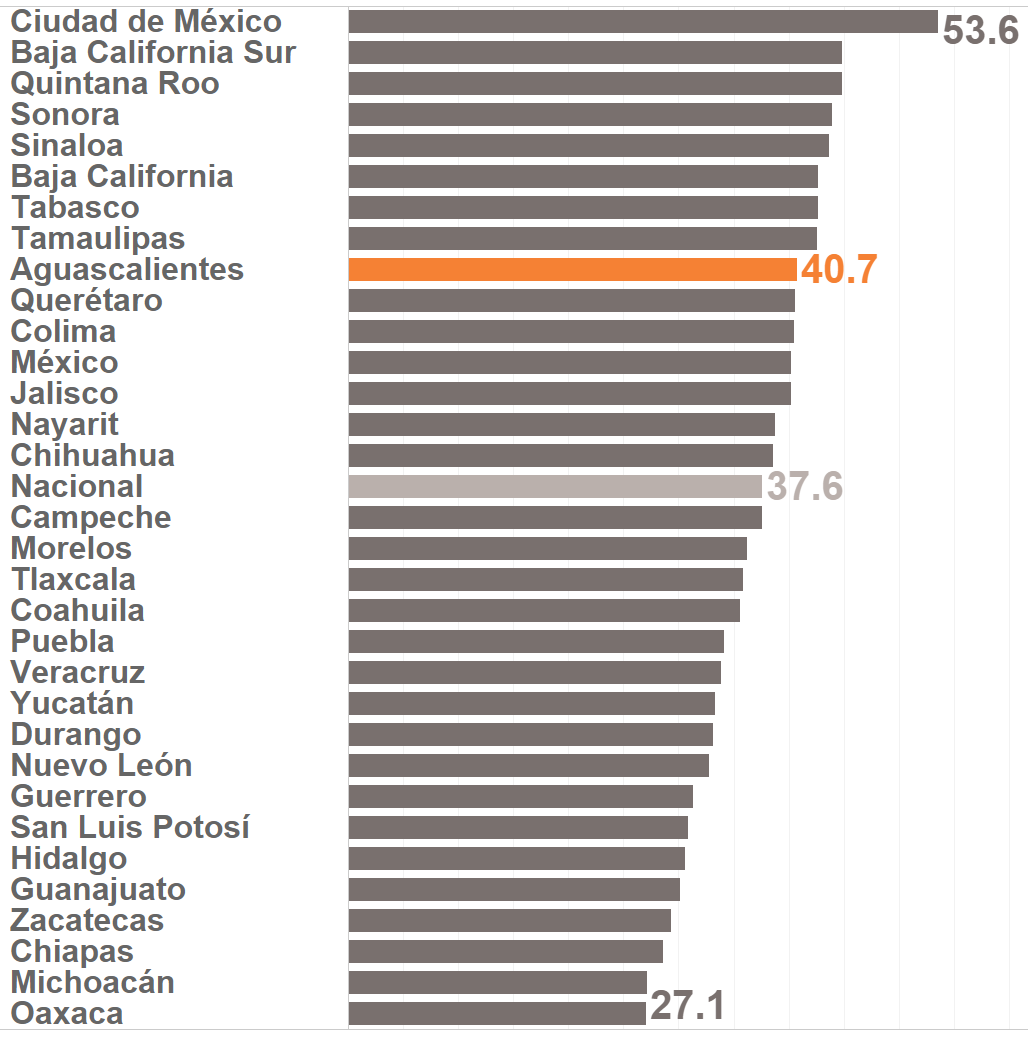 Ciudad de México 53.6
Baja California Sur
Quintana Roo
Sonora
Sinaloa
Baja California
Tabasco
Tamaulipas
Aguascalientes 40.7
Querétaro
Colima
México
Jalisco
Nayarit
Chihuahua
Nacional 37.6
Campeche
Morelos
Tlaxcala
Coahuila
Puebla
Veracruz
Yucatán
Durango
Nuevo León
Guerrero
San Luis Potosí
Hidalgo
Guanajuato
Zacatecas
Chiapas
Michoacán
Oaxaca 27.1